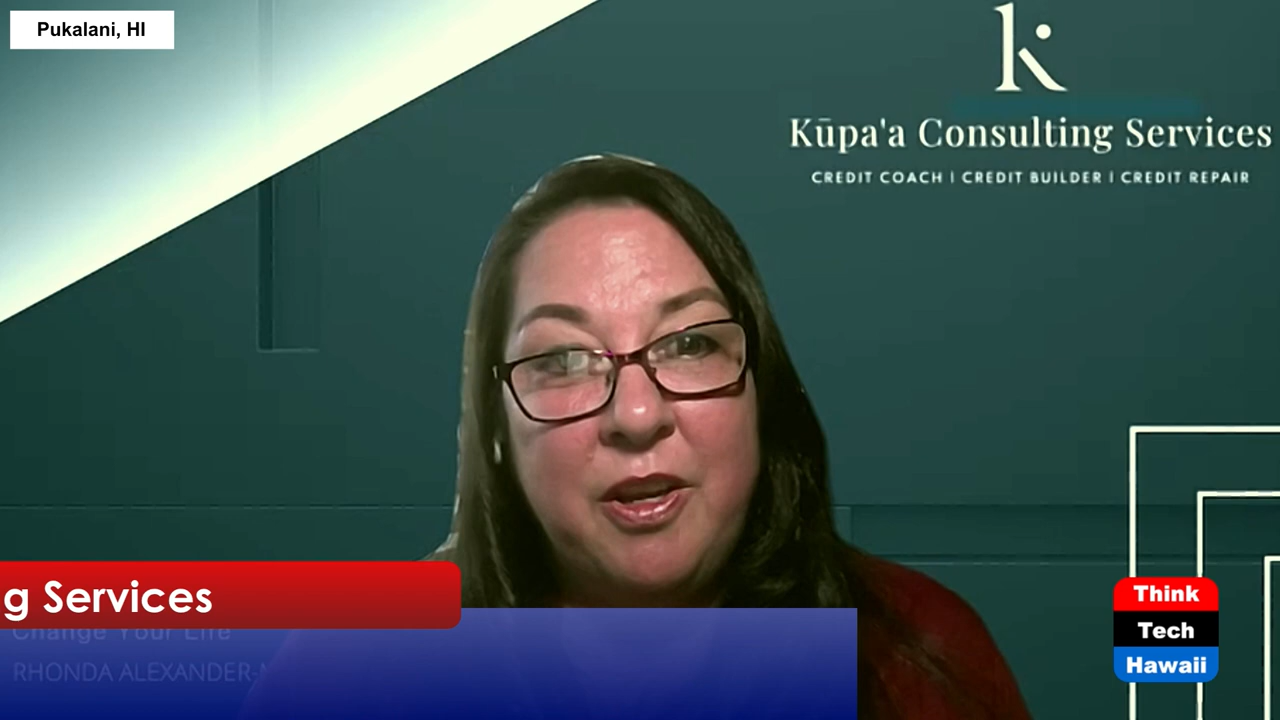 Pukalani, HI
k
Kūpa'a Consulting Services
CREDIT COACH | CREDIT BUILDER | CREDIT REPAIR
g Services
Change Your Life
RHONDA ALEXANDER-
Think
Tech
Hawaii